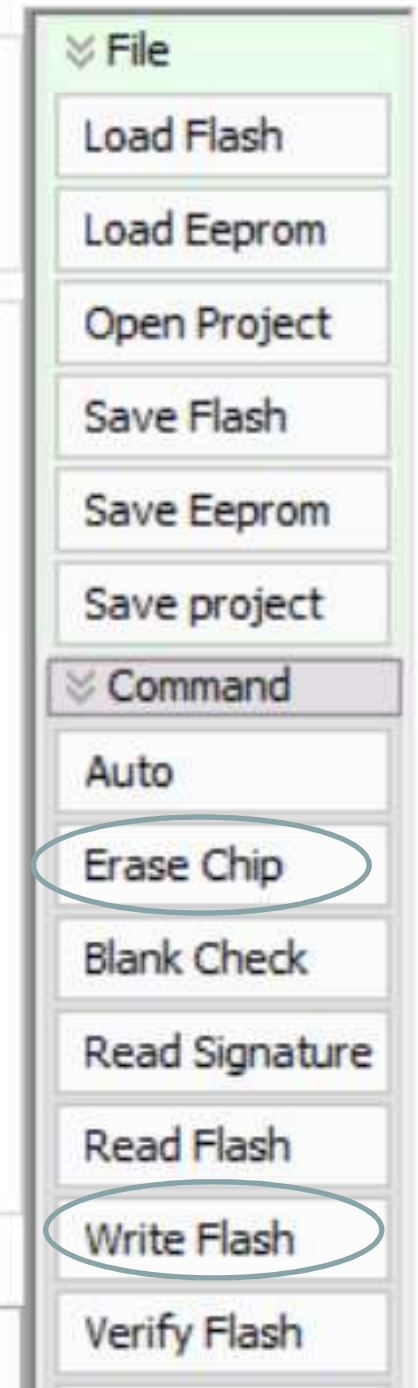 File
Load Flash
Load Eeprom
Open Project
Save Flash
Save Eeprom
Save project
Command
Auto
Erase Chip
Blank Check
Read Signature
Read Flash
Write Flash
Verify Flash